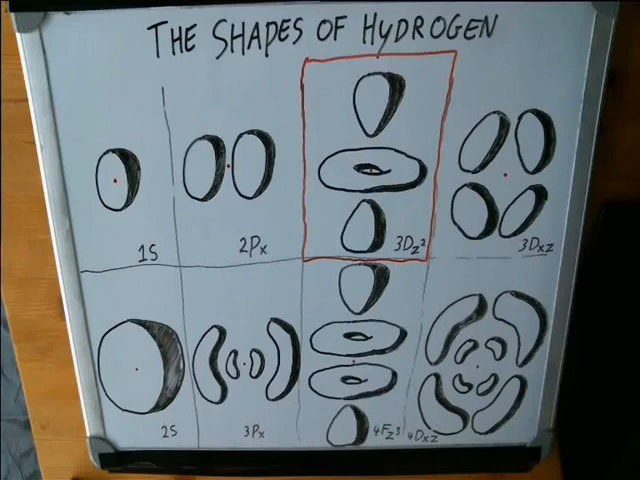 THE SHAPES OF HYDROGEN
1S
2Px
3Dz²
3Dxz
2S
3Px
4Fz³
4Dxz